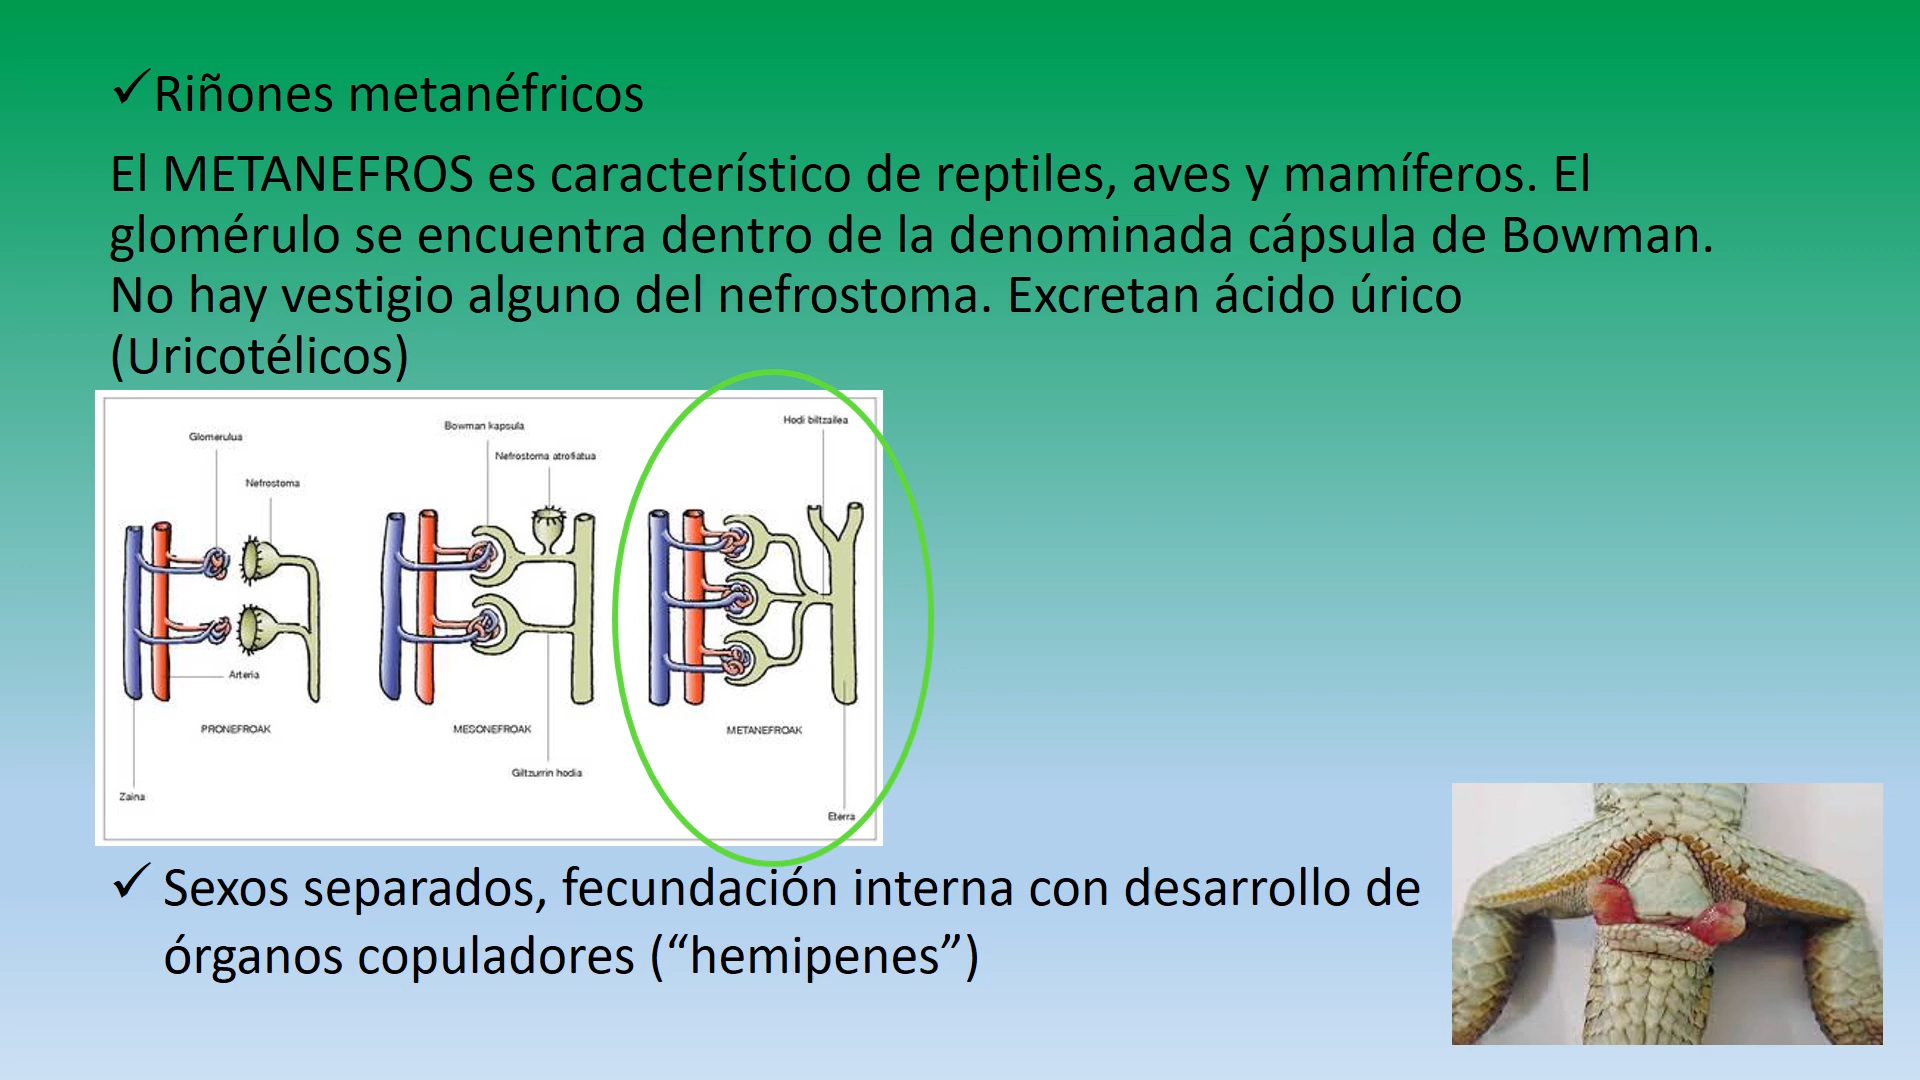 ✓Riñones metanéfricos
El METANEFROS es característico de reptiles, aves y mamíferos. El
glomérulo se encuentra dentro de la denominada cápsula de Bowman.
No hay vestigio alguno del nefrostoma. Excretan ácido úrico
(Uricotélicos)
Glomerulua
Nefrostoma
Arteria
PRONEFROAK
Zaina
Bowman kapsula
Nefrostoma atrofiatua
MESONEFROAK
Giltzurrin hodia
Hodi biltzailea
METANEFROAK
Eterra
✓ Sexos separados, fecundación interna con desarrollo de
órganos copuladores (“hemipenes”)